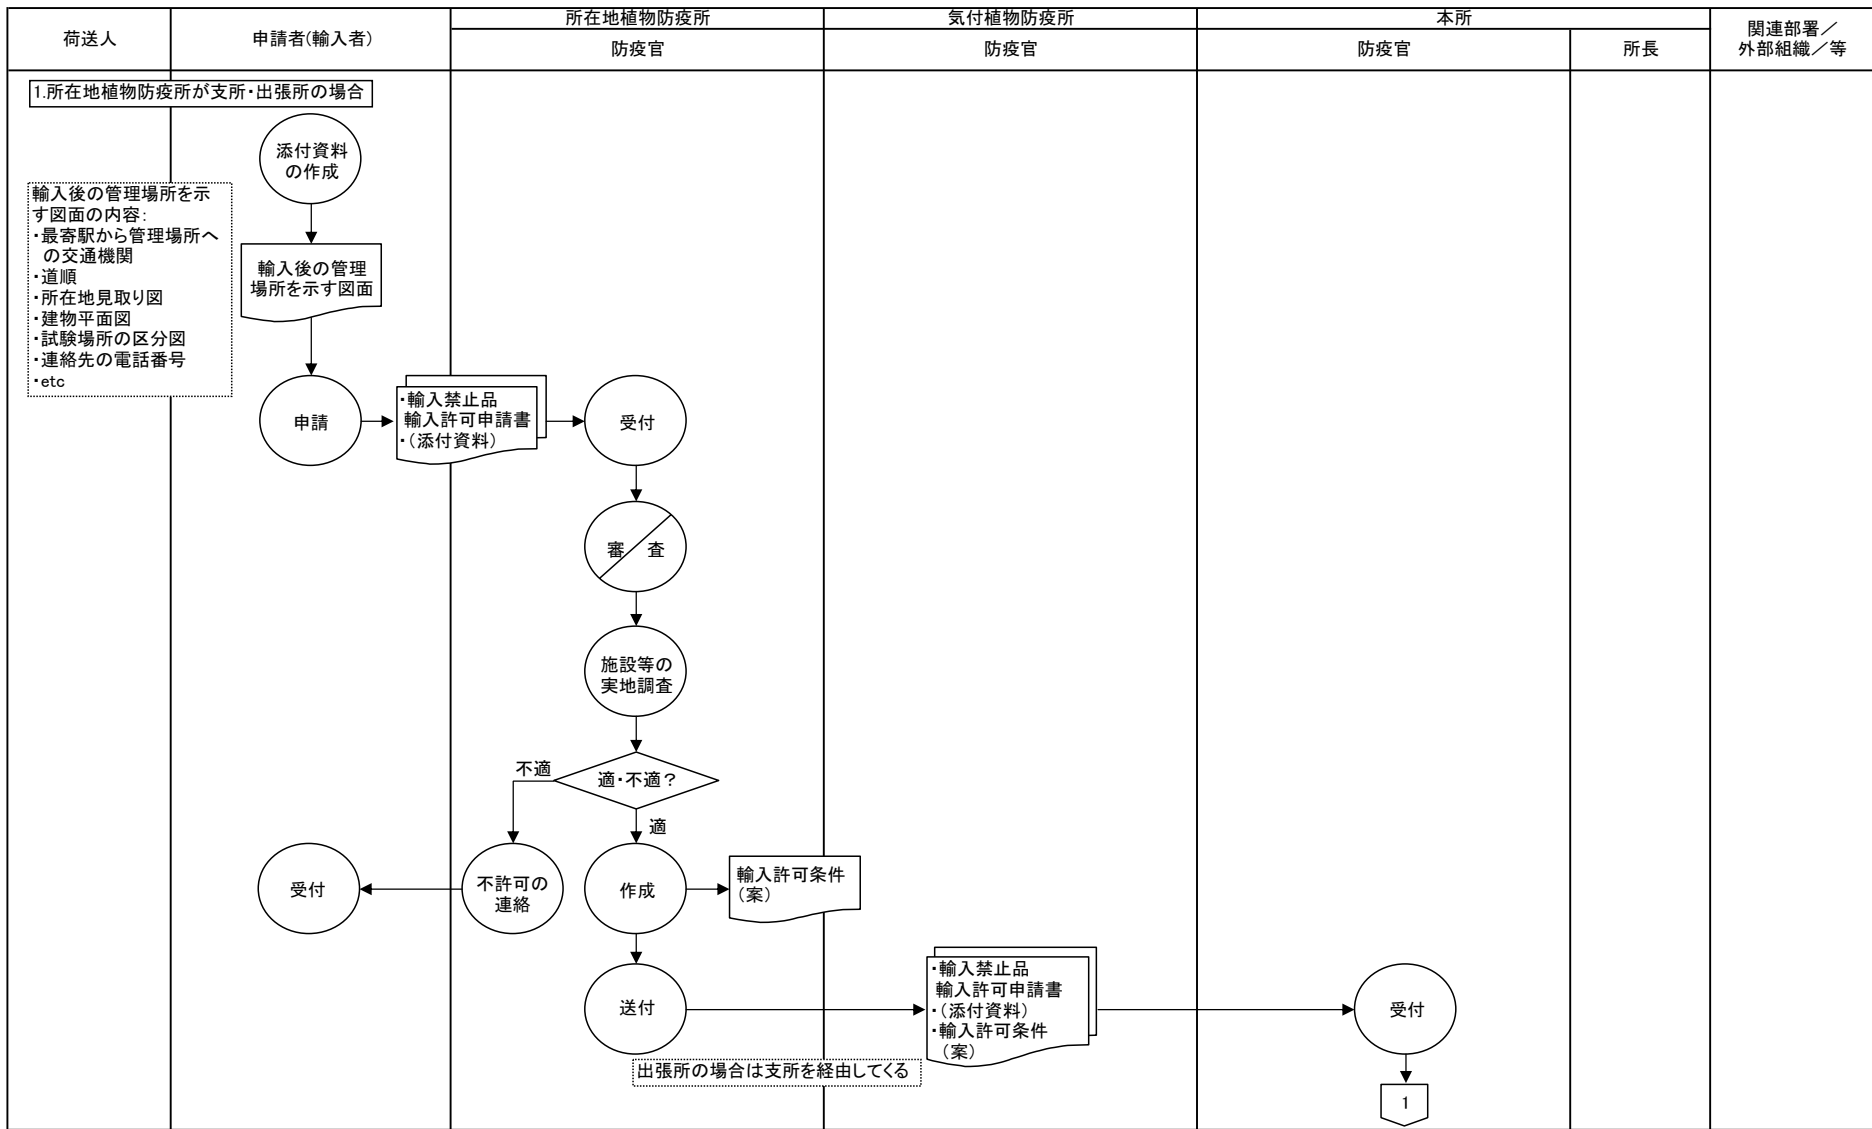 荷送人
申請者(輸入者)
所在地植物防疫所
防疫官
気付植物防疫所
防疫官
本所
防疫官
所長
関連部署／
外部組織／等
1.所在地植物防疫所が支所・出張所の場合
添付資料
の作成
輸入後の管理場所を示
す図面の内容:
・最寄駅から管理場所へ
の交通機関
・道順
・所在地見取り図
・建物平面図
・試験場所の区分図
・連絡先の電話番号
・etc
輸入後の管理
場所を示す図面
申請
・輸入禁止品
輸入許可申請書
・(添付資料)
受付
審 査
施設等の
実地調査
適・不適？
不適
適
受付
不許可の
連絡
作成
輸入許可条件
(案)
送付
・輸入禁止品
輸入許可申請書
・(添付資料)
・輸入許可条件
(案)
受付
出張所の場合は支所を経由してくる
1